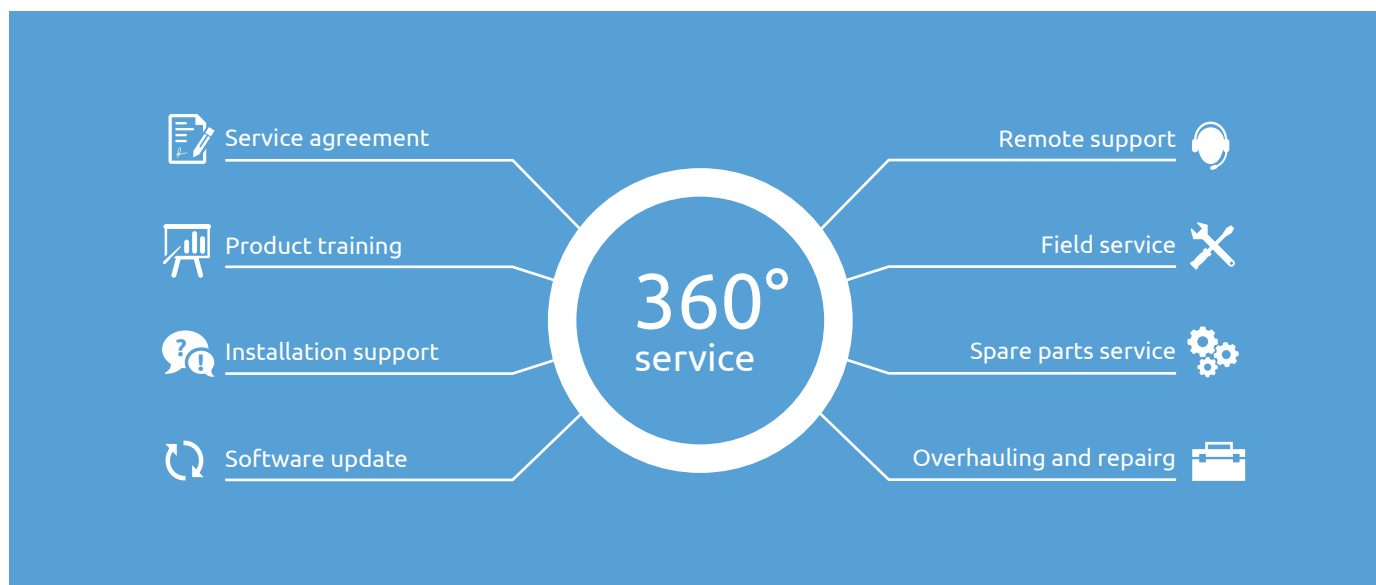 Service agreement
Product training
Installation support
Software update
360°
service
Remote support
Field service
Spare parts service
Overhauling and repairg